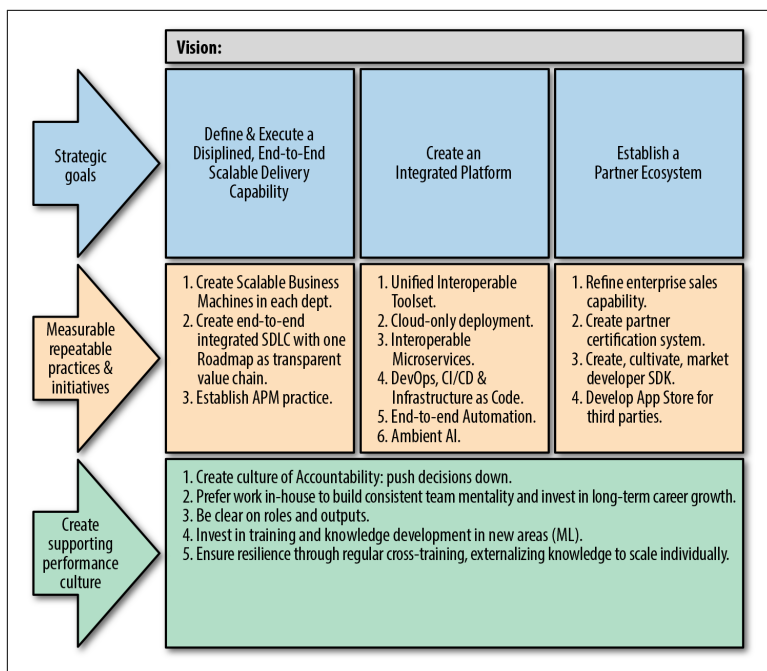 Vision:
Strategic
goals
Define & Execute a
Disiplined, End-to-End
Scalable Delivery
Capability
Create an
Integrated Platform
Establish a
Partner Ecosystem
Measurable
repeatable
practices &
initiatives
1. Create Scalable Business
Machines in each dept.
2. Create end-to-end
integrated SDLC with one
Roadmap as transparent
value chain.
3. Establish APM practice.
1. Unified Interoperable
Toolset.
2. Cloud-only deployment.
3. Interoperable
Microservices.
4. DevOps, CI/CD &
Infrastructure as Code.
5. End-to-end Automation.
6. Ambient AI.
1. Refine enterprise sales
capability.
2. Create partner
certification system.
3. Create, cultivate, market
developer SDK.
4. Develop App Store for
third parties.
Create
supporting
performance
culture
1. Create culture of Accountability: push decisions down.
2. Prefer work in-house to build consistent team mentality and invest in long-term career growth.
3. Be clear on roles and outputs.
4. Invest in training and knowledge development in new areas (ML).
5. Ensure resilience through regular cross-training, externalizing knowledge to scale individually.